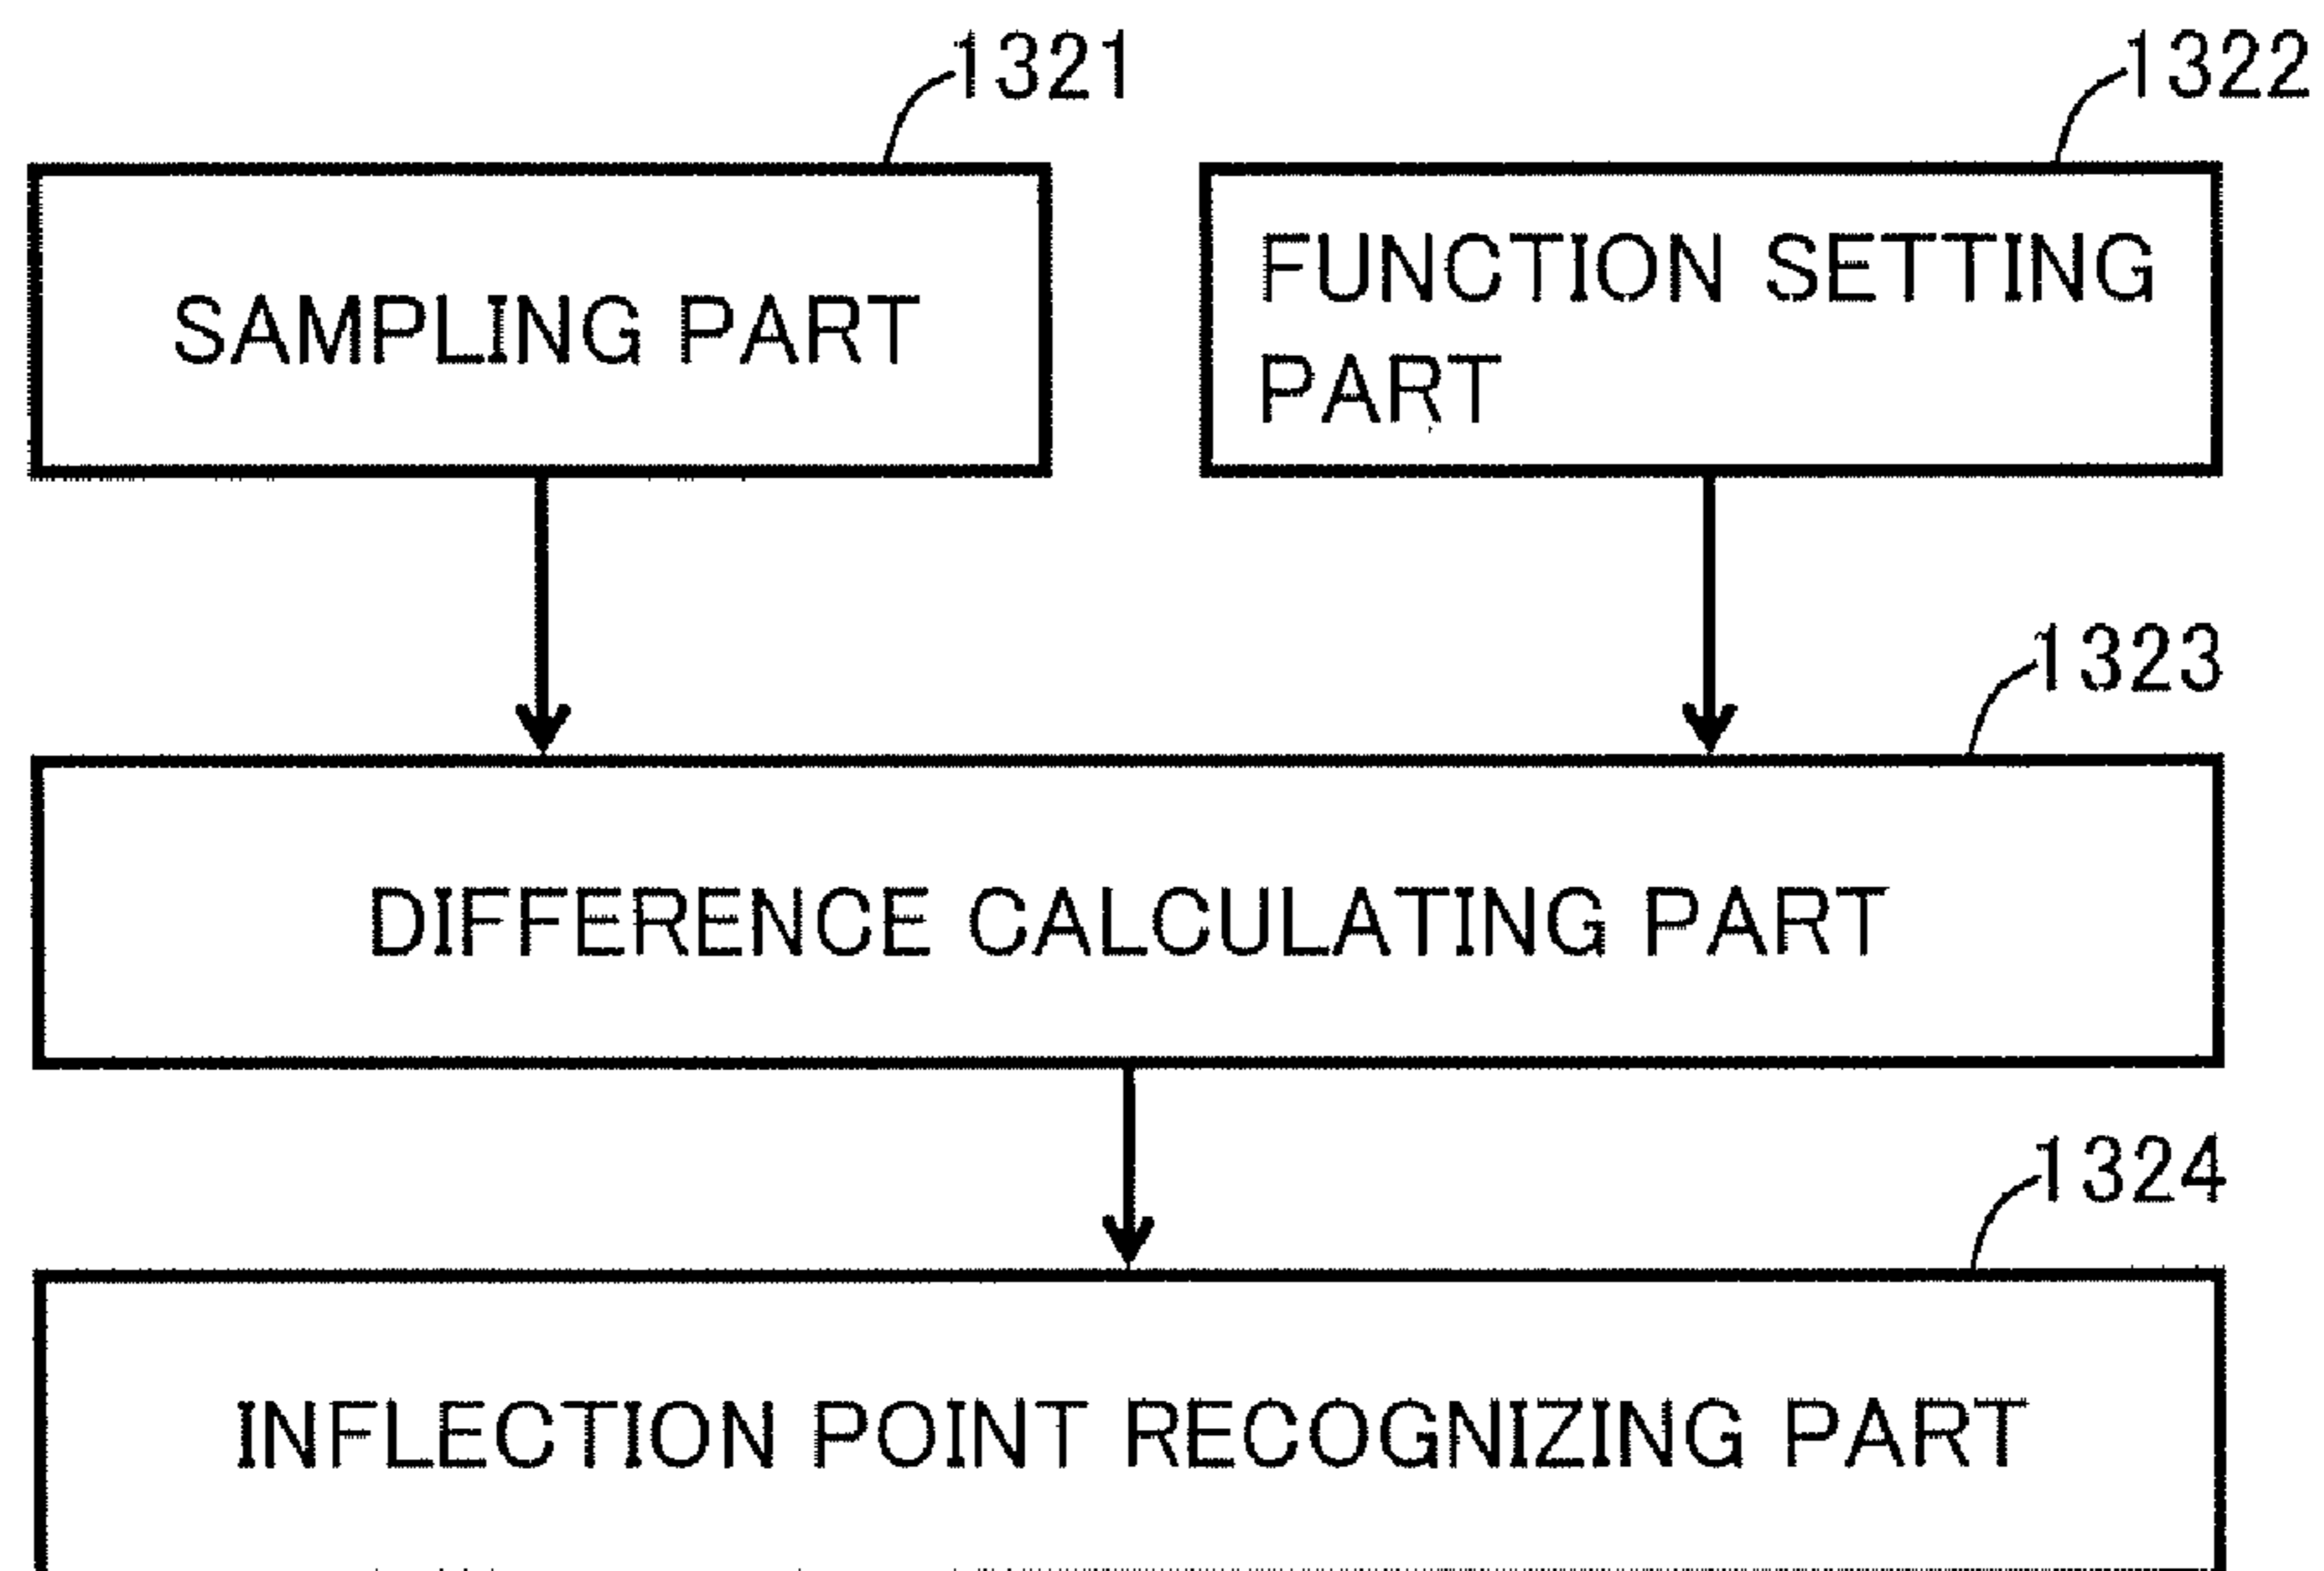 1321
1322
SAMPLING PART
FUNCTION SETTING
PART
1323
DIFFERENCE CALCULATING PART
1324
INFLECTION POINT RECOGNIZING PART